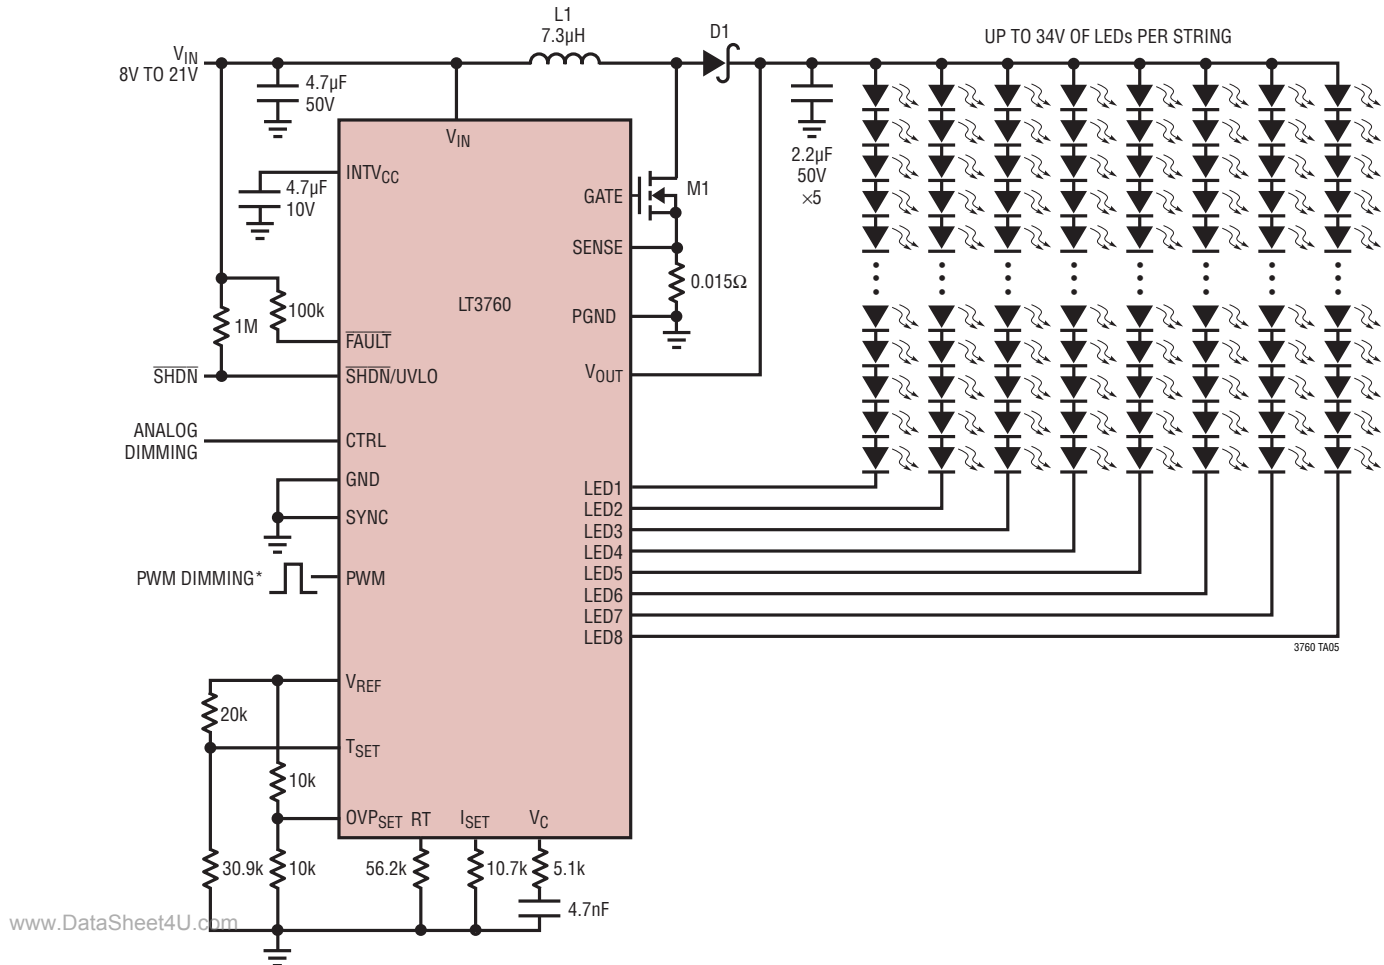 L1
7.3µH
D1
UP TO 34V OF LEDs PER STRING
VIN
8V TO 21V
4.7µF
50V
VIN
2.2µF
50V
×5
INTVCC
4.7µF
10V
GATE
M1
SENSE
0.015Ω
LT3760
100k
1M
PGND
FAULT
VOUT
SHDN
SHDN/UVLO
ANALOG
DIMMING
CTRL
GND
SYNC
LED1
LED2
LED3
LED4
LED5
LED6
LED7
LED8
PWM DIMMING*
PWM
3760 TA05
VREF
20k
TSET
10k
OVPSET
RT
ISET
VC
30.9k
10k
56.2k
10.7k
5.1k
4.7nF
www.DataSheet4U.com